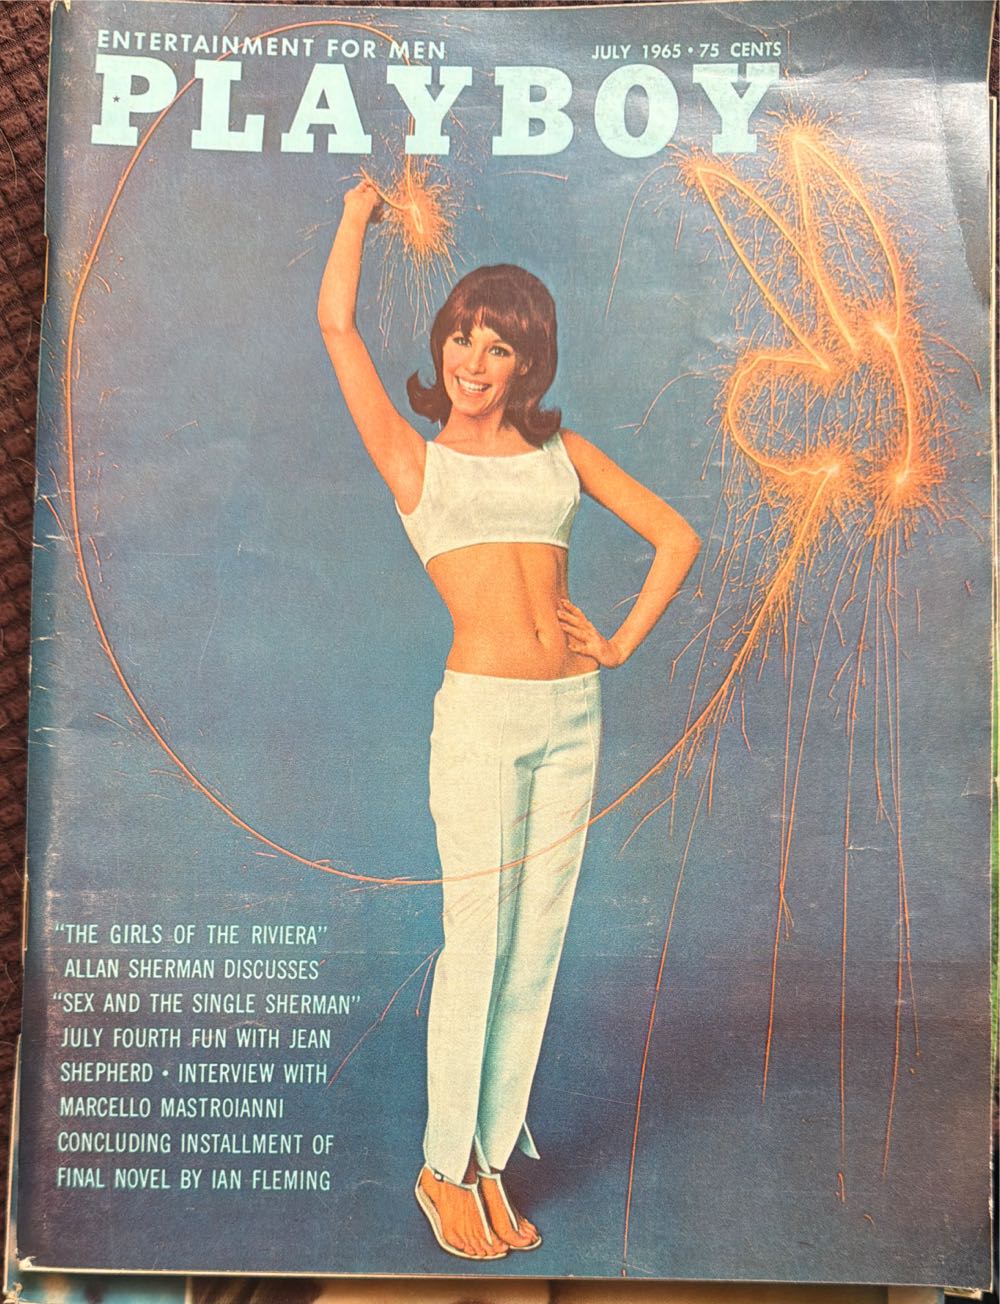 ENTERTAINMENT FOR MEN
JULY 1965 • 75 CENTS
PLAYBOY
"THE GIRLS OF THE RIVIERA"
ALLAN SHERMAN DISCUSSES
"SEX AND THE SINGLE SHERMAN"
JULY FOURTH FUN WITH JEAN
SHEPHERD • INTERVIEW WITH
MARCELLO MASTROIANNI
CONCLUDING INSTALLMENT OF
FINAL NOVEL BY IAN FLEMING